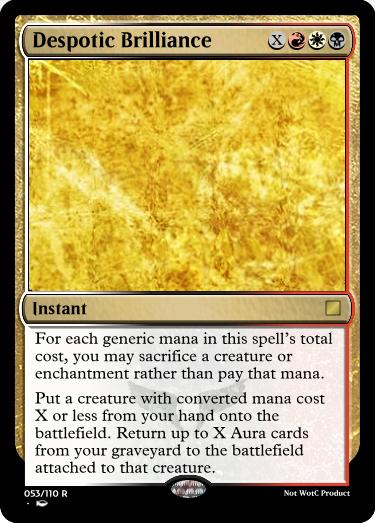 Despotic Brilliance X
Instant
For each generic mana in this spell's total
cost, you may sacrifice a creature or
enchantment rather than pay that mana.
Put a creature with converted mana cost
X or less from your hand onto the
battlefield. Return up to X Aura cards
from your graveyard to the battlefield
attached to that creature.
053/110 R
Not WotC Product